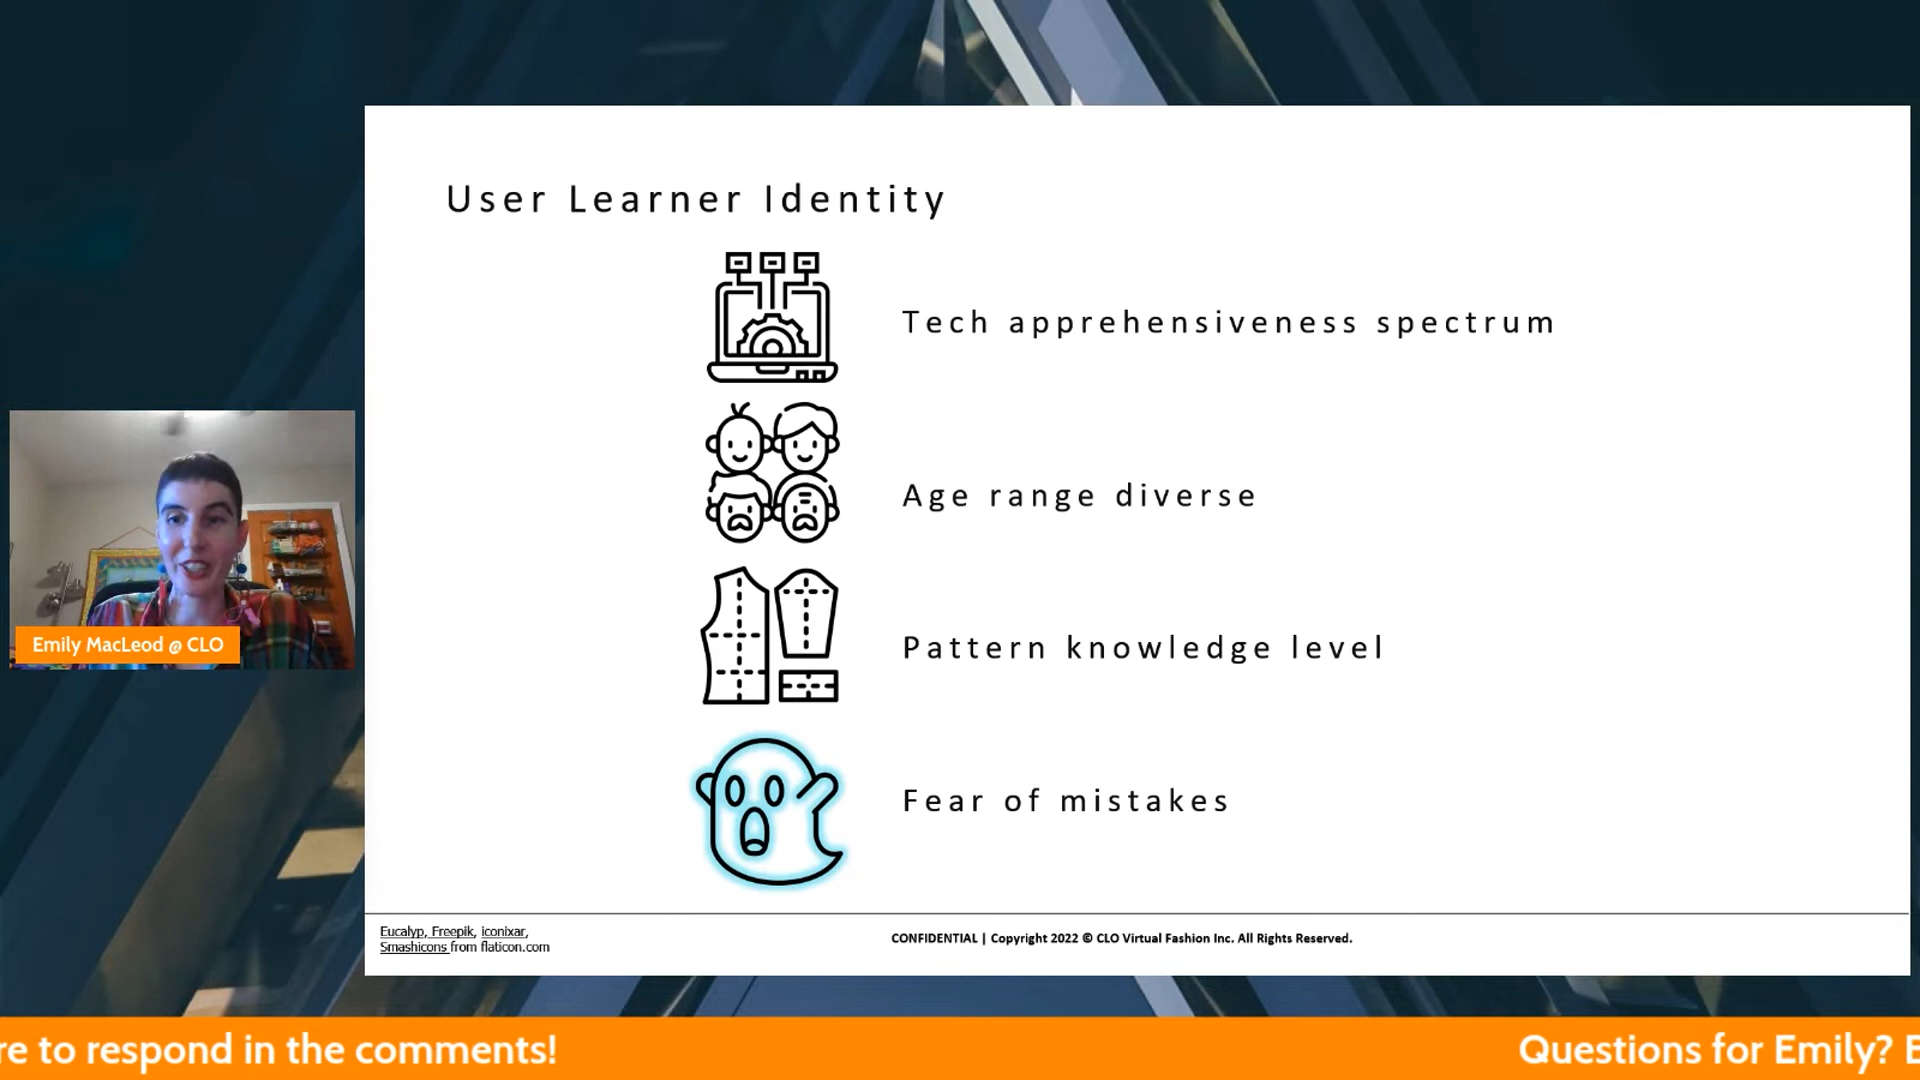 User Learner Identity
Tech apprehensiveness spectrum
Age range diverse
Pattern knowledge level
Fear of mistakes
Emily MacLeod @ CLO
Eucalyp, Freepik, iconixar,
Smashicons from flaticon.com
CONFIDENTIAL | Copyright 2022 © CLO Virtual Fashion Inc. All Rights Reserved.
re to respond in the comments!
Questions for Emily?